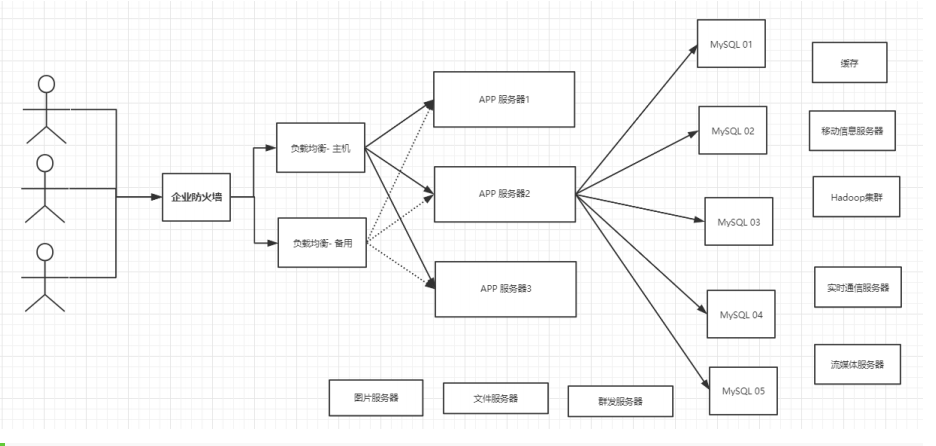 企业防火墙
负载均衡- 主机
负载均衡- 备用
APP 服务器1
APP 服务器2
APP 服务器3
MySQL 01
MySQL 02
MySQL 03
MySQL 04
MySQL 05
缓存
移动信息服务器
Hadoop集群
实时通信服务器
流媒体服务器
图片服务器
文件服务器
群发服务器